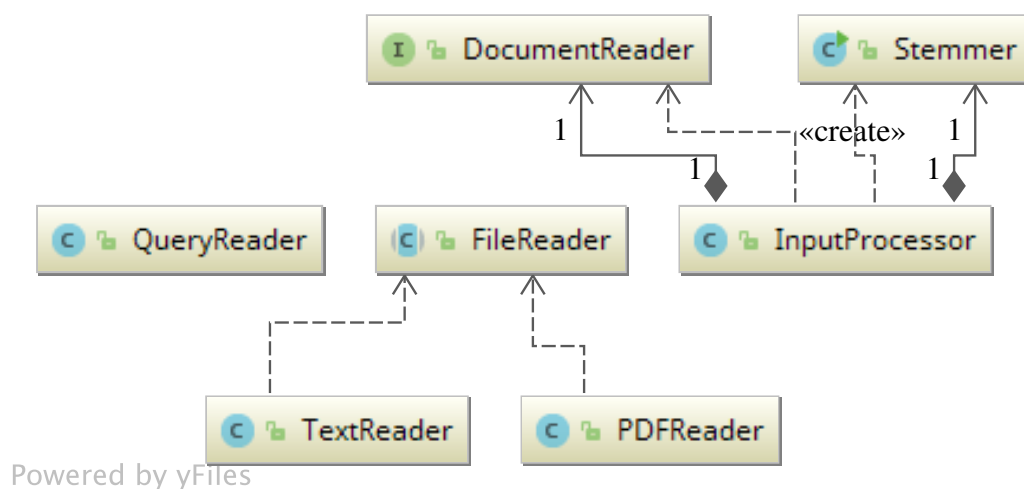 I DocumentReader
C Stemmer
1
«create»
1
1
1
C QueryReader
C FileReader
C InputProcessor
C TextReader
C PDFReader
Powered by yFiles